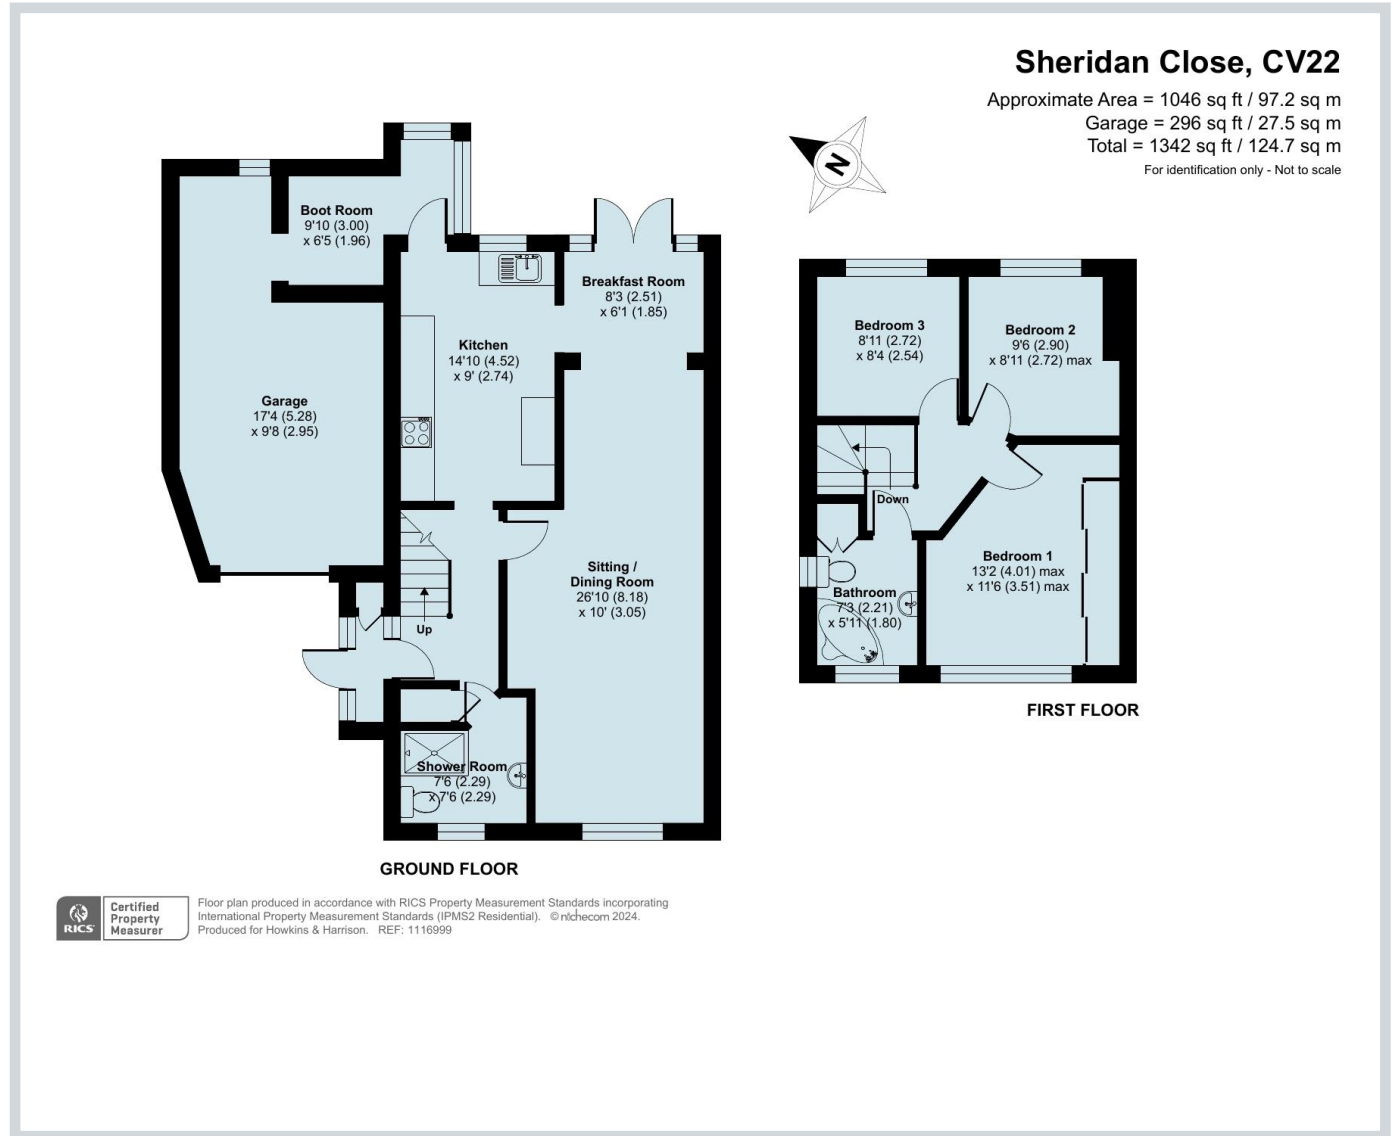 Sheridan Close, CV22
Approximate Area = 1046 sq ft / 97.2 sq m
Garage = 296 sq ft / 27.5 sq m
Total = 1342 sq ft / 124.7 sq m
For identification only - Not to scale
N
Boot Room
9'10 (3.00)
x 6'5 (1.96)
Breakfast Room
8'3 (2.51)
x 6'1 (1.85)
Kitchen
14'10 (4.52)
x 9' (2.74)
Garage
17'4 (5.28)
x 9'8 (2.95)
Sitting /
Dining Room
26'10 (8.18)
x 10' (3.05)
Up
Shower Room
7'6 (2.29)
x 7'6 (2.29)
GROUND FLOOR
Bedroom 3
8'11 (2.72)
x 8'4 (2.54)
Bedroom 2
9'6 (2.90)
x 8'11 (2.72) max
Down
Bedroom 1
13'2 (4.01) max
x 11'6 (3.51) max
Bathroom
7'3 (2.21)
x 5'11 (1.80)
FIRST FLOOR
RICS
Certified
Property
Measurer
Floor plan produced in accordance with RICS Property Measurement Standards incorporating
International Property Measurement Standards (IPMS2 Residential). © nichecom 2024.
Produced for Howkins & Harrison. REF: 1116999